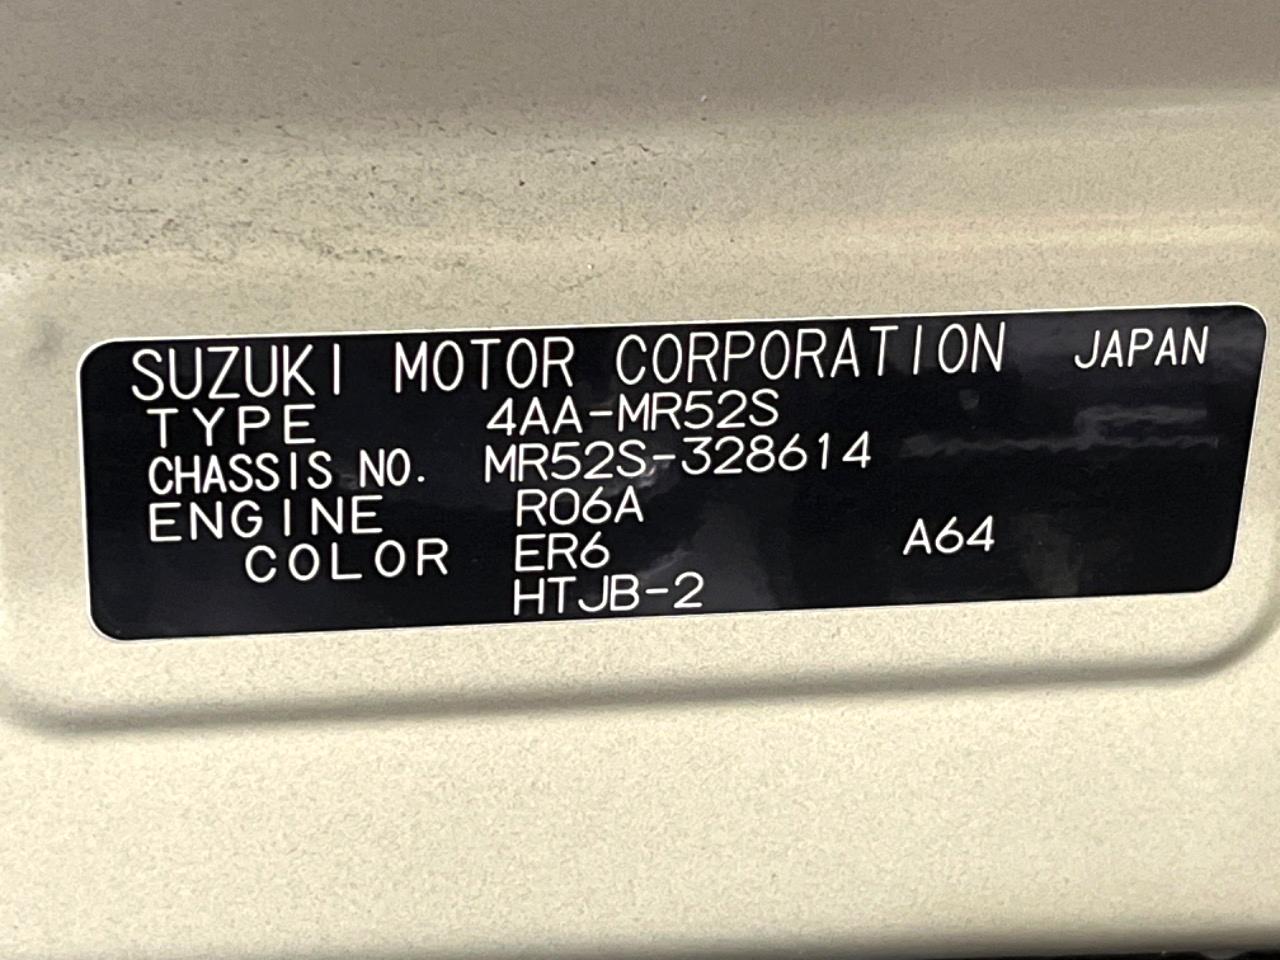 SUZUKI MOTOR CORPORATION JAPAN
TYPE 4AA-MR52S
CHASSIS NO. MR52S-328614
ENGINE R06A
COLOR ER6 A64
HTJB-2